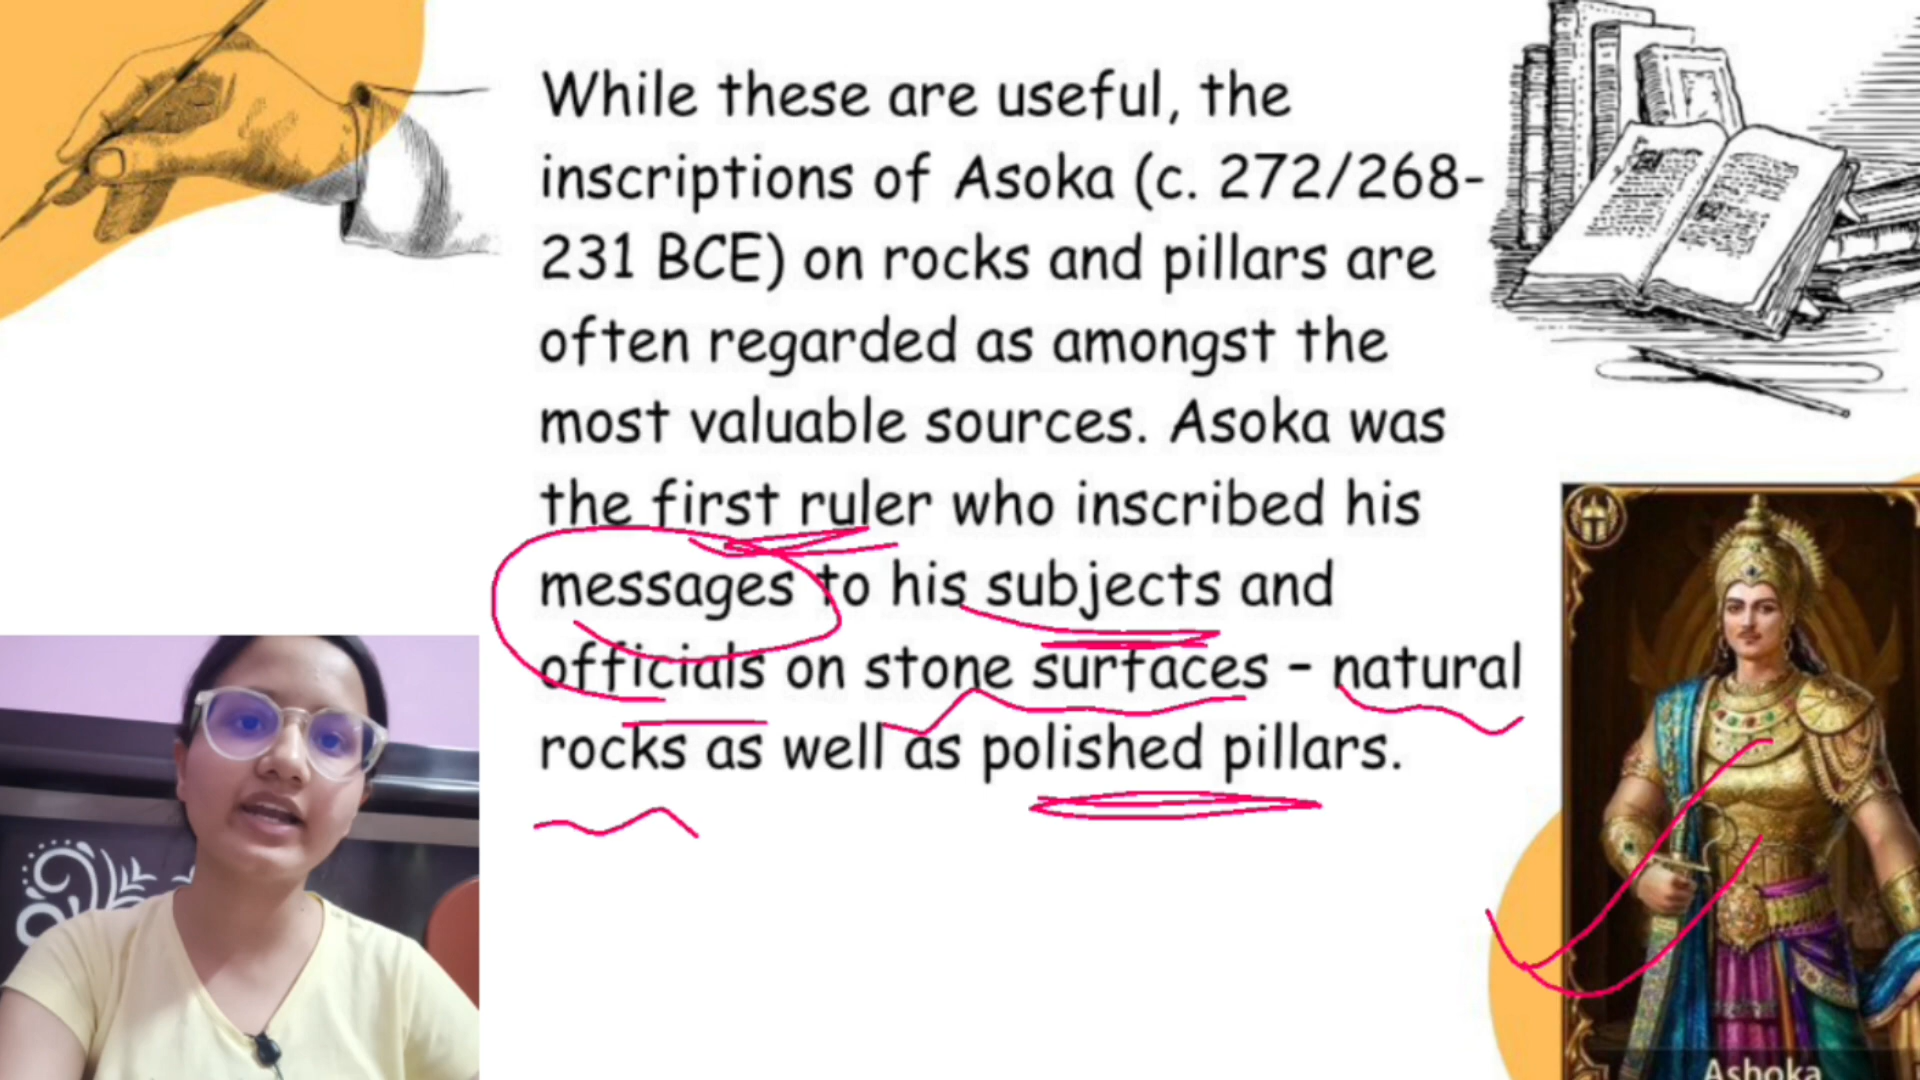 While these are useful, the
inscriptions of Asoka (c. 272/268-
231 BCE) on rocks and pillars are
often regarded as amongst the
most valuable sources. Asoka was
the first ruler who inscribed his
messages to his subjects and
officials on stone surfaces – natural
rocks as well as polished pillars.
Ashoka